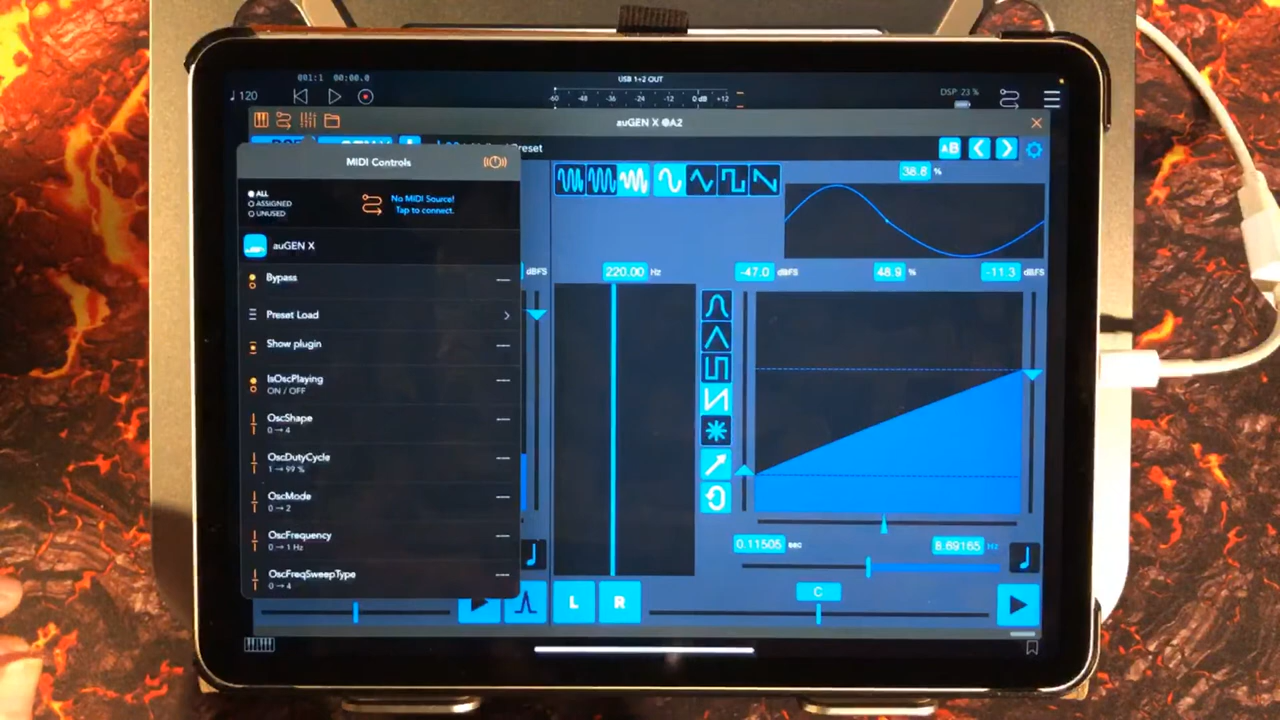 001:1 00:00.0
USB 1+2 OUT
120
-60 -48 -36 -24 -12 0 dB +12
DSP 23 %
auGEN X @A2
Preset
AB
MIDI Controls
38.8 %
ALL
ASSIGNED
UNUSED
No MIDI Source!
Tap to connect.
auGEN X
dBFS
220.00 Hz
-47.0 dBFS
48.9 %
-11.3 dBFS
Bypass
Preset Load
Show plugin
IsOscPlaying
ON / OFF
OscShape
0→4
OscDutyCycle
1→99 %
OscMode
0→2
OscFrequency
0→1 Hz
OscFreqSweepType
0→4
0.11505 sec
8.69165 Hz
L R
C